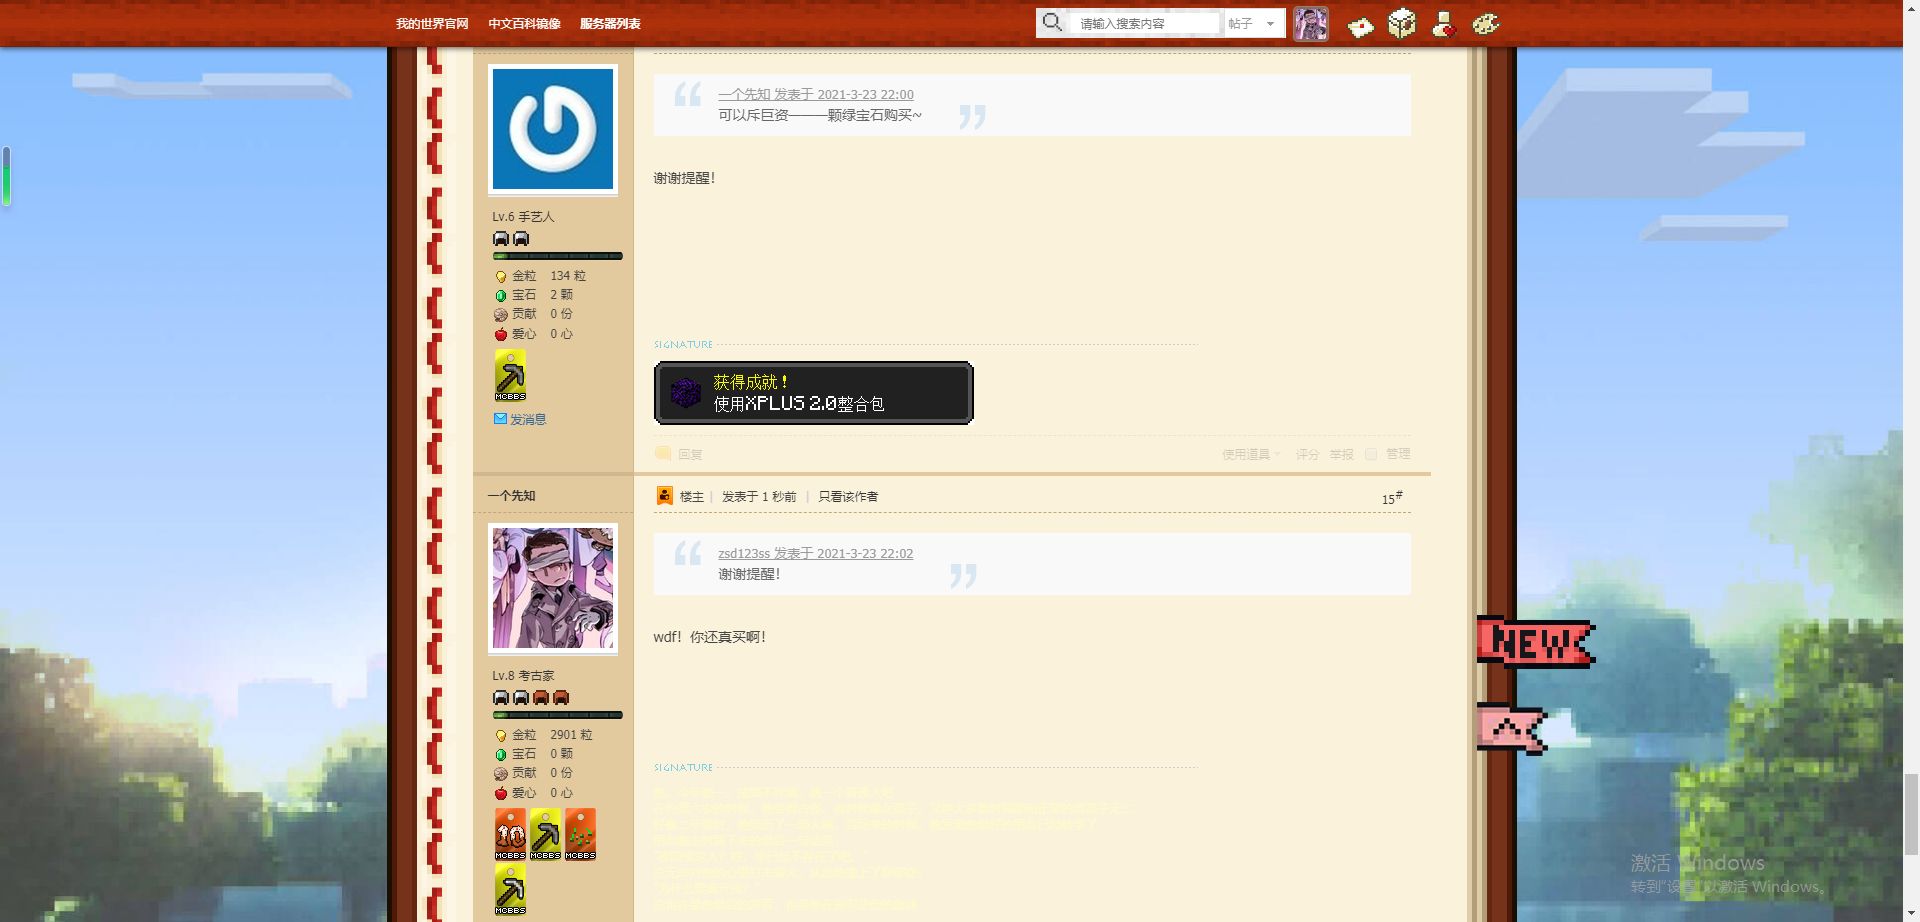 我的世界官网 中文百科镜像 服务器列表
请输入搜索内容 帖子
一个先知 发表于 2021-3-23 22:00
可以斥巨资———颗绿宝石购买~
谢谢提醒！
Lv.6 手艺人
金粒 134 粒
宝石 2 颗
贡献 0 份
爱心 0 心
MCBBS
发消息
SIGNATURE
获得成就！
使用XPLUS 2.0整合包
回复 使用道具 评分 举报 管理
一个先知
楼主 | 发表于 1 秒前 | 只看该作者
15#
zsd123ss 发表于 2021-3-23 22:02
谢谢提醒！
wdf！你还真买啊！
Lv.8 考古家
金粒 2901 粒
宝石 0 颗
贡献 0 份
爱心 0 心
10
MCBBS MCBBS MCBBS
MCBBS
SIGNATURE
NEW
激活 Windows
转到"设置"以激活 Windows。